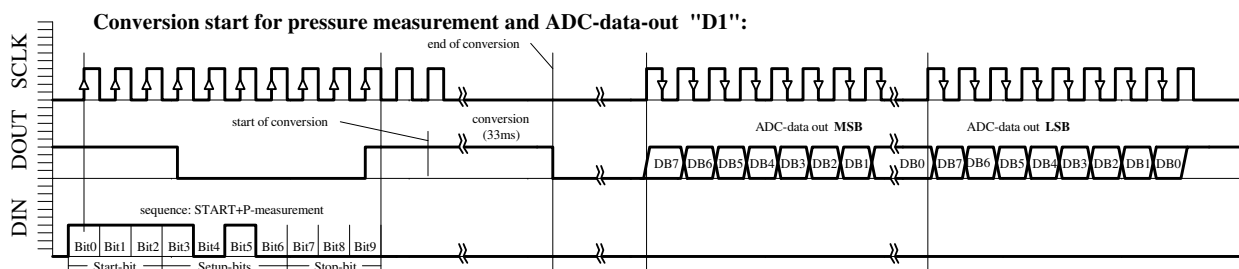 Conversion start for pressure measurement and ADC-data-out "D1":
end of conversion
SCLK
start of conversion
conversion
(33ms)
ADC-data out MSB
ADC-data out LSB
DOUT
DB7 DB6 DB5 DB4 DB3 DB2 DB1 DB0 DB7 DB6 DB5 DB4 DB3 DB2 DB1 DB0
sequence: START+P-measurement
DIN
Bit0 Bit1 Bit2 Bit3 Bit4 Bit5 Bit6 Bit7 Bit8 Bit9
Start-bit Setup-bits Stop-bit